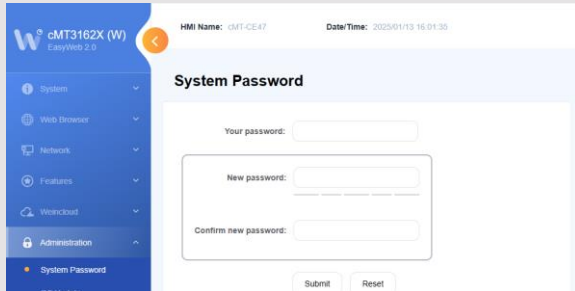 cMT3162X (W)
EasyWeb 2.0
HMI Name: cMT-CE47 Date/Time: 2025/01/13 16:01:35
System Password
System
Web Browser
Network
Features
Weincloud
Administration
System Password
Your password:
New password:
Confirm new password:
Submit Reset